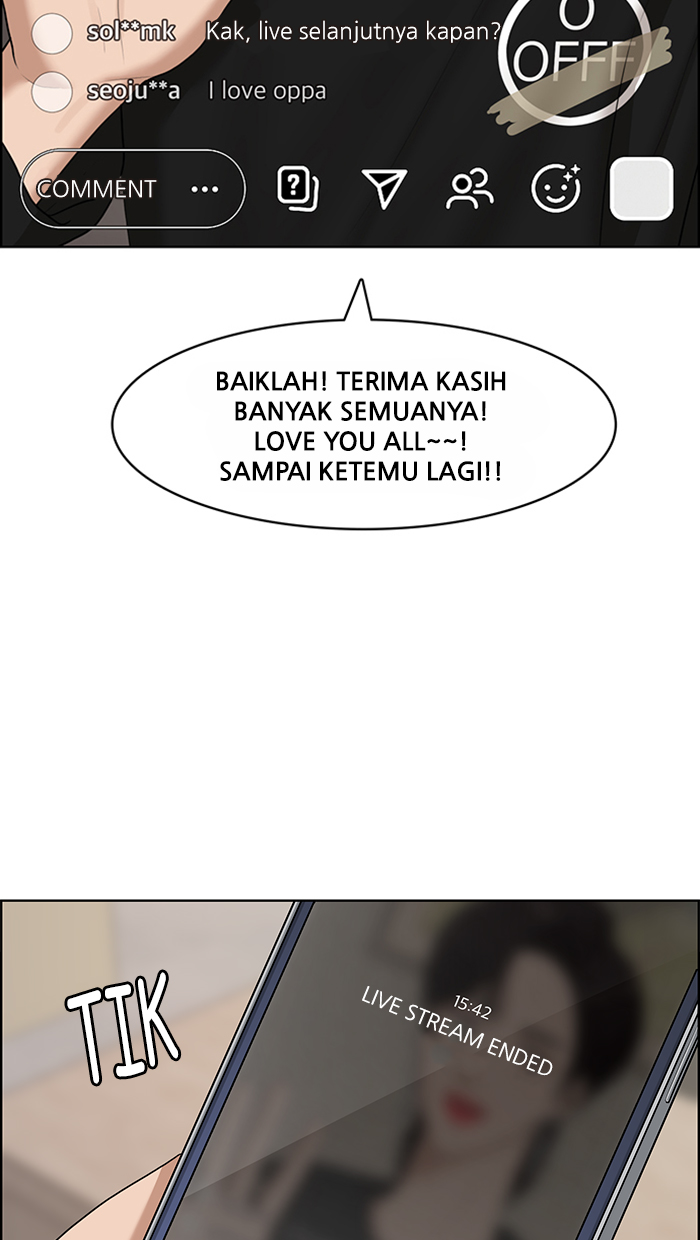 sol**mk Kak, live selanjutnya kapan?
O
OFFF
seoju**a I love oppa
COMMENT ...
?
BAIKLAH! TERIMA KASIH
BANYAK SEMUANYA!
LOVE YOU ALL~~!
SAMPAI KETEMU LAGI!!
TIK
15:42
LIVE STREAM ENDED